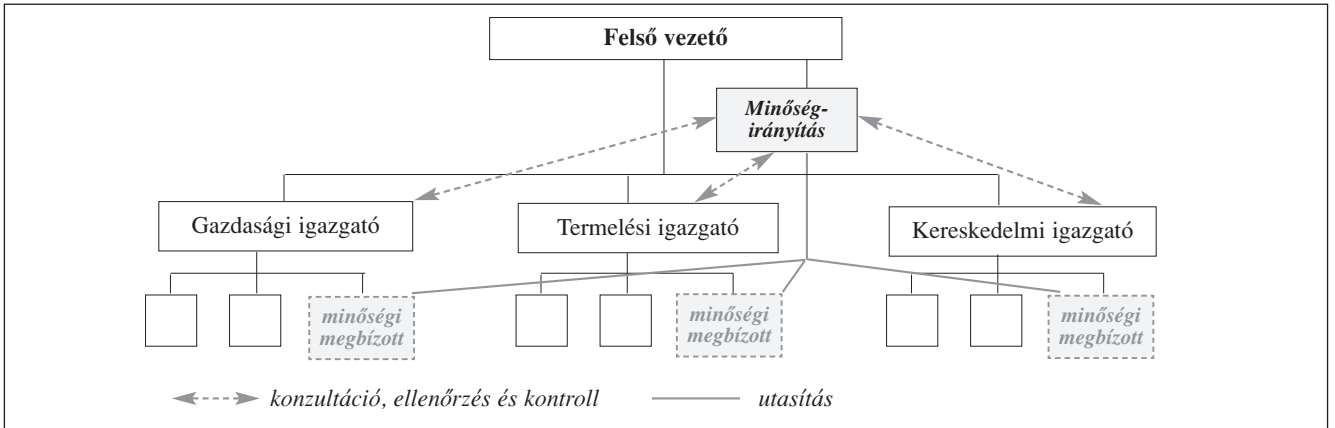 Felső vezető
Minőség-
irányítás
Gazdasági igazgató
Termelési igazgató
Kereskedelmi igazgató
minőségi
megbízott
minőségi
megbízott
minőségi
megbízott
konzultáció, ellenőrzés és kontroll
utasítás